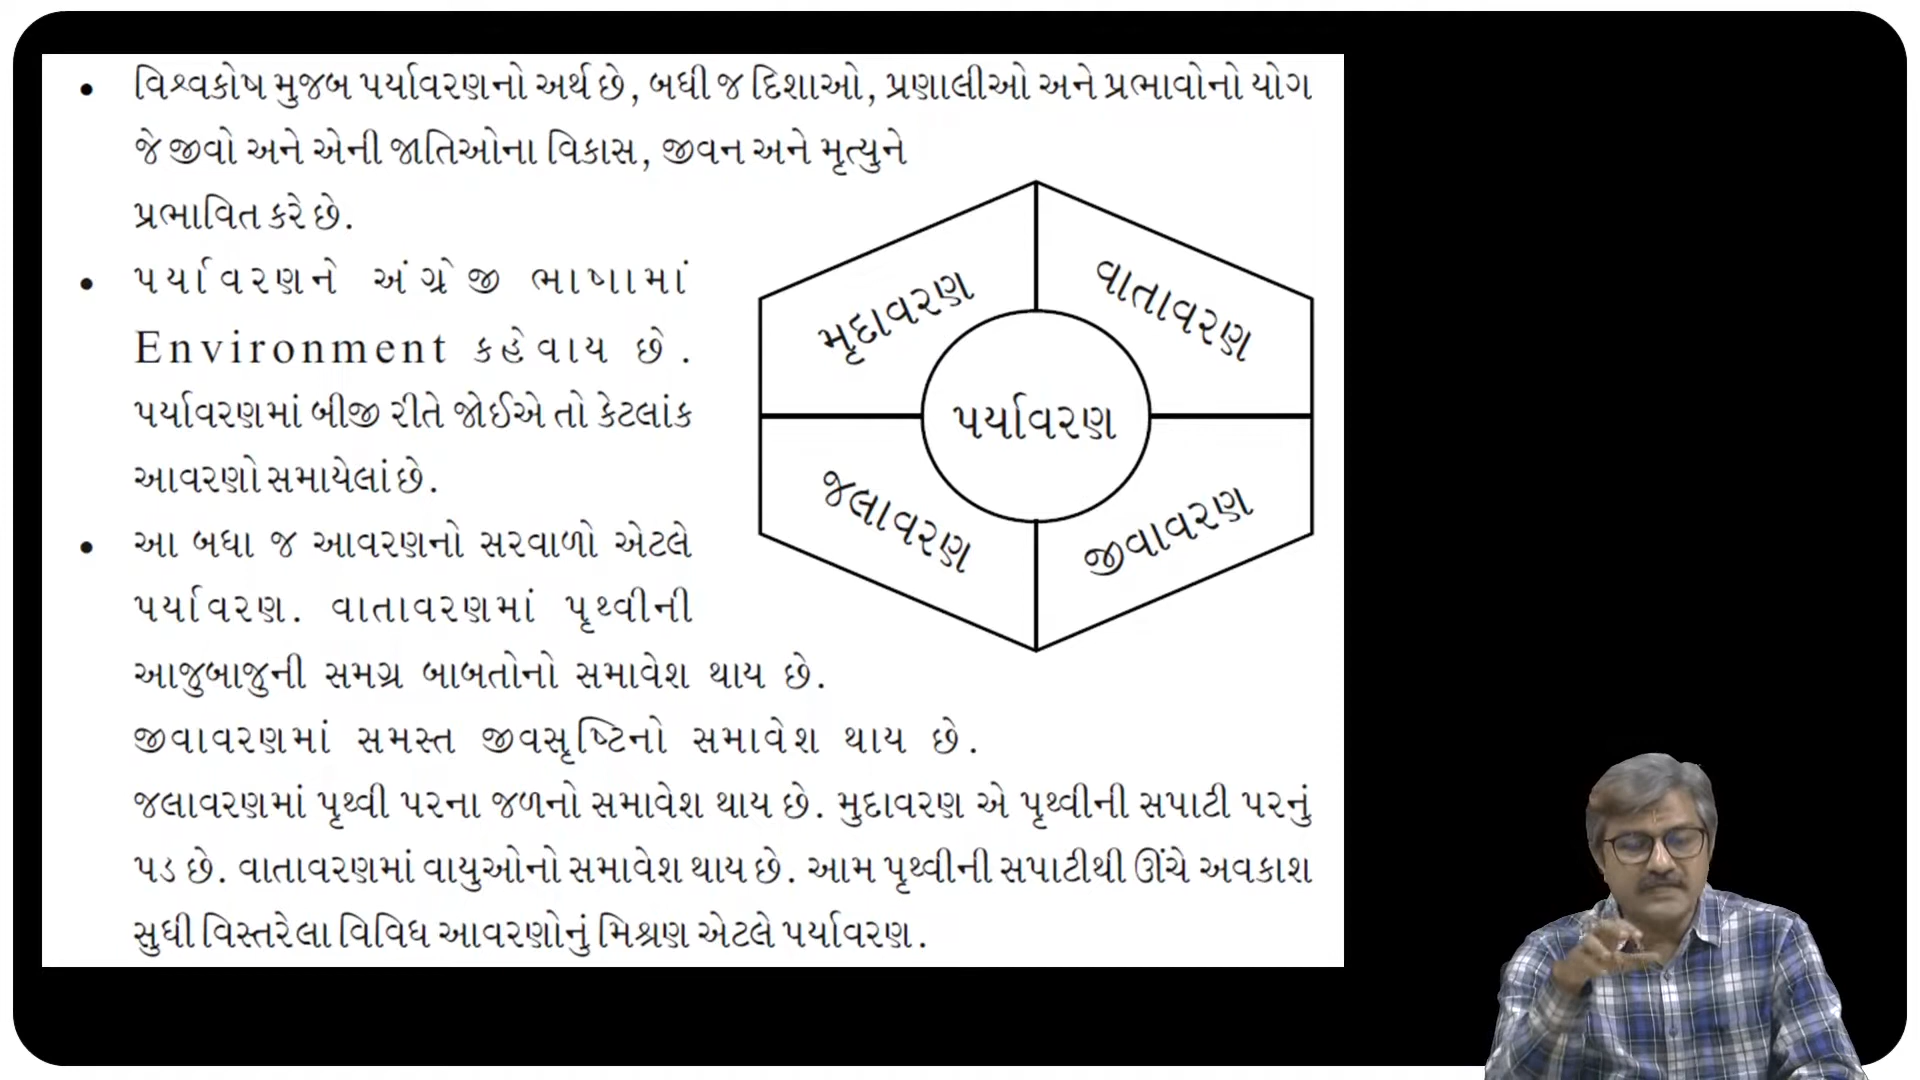 • વિશ્વકોષ મુજબ પર્યાવરણનો અર્થ છે, બધી જ દિશાઓ, પ્રણાલીઓ અને પ્રભાવોનો યોગ
જે જીવો અને એની જાતિઓના વિકાસ, જીવન અને મૃત્યુને
પ્રભાવિત કરે છે.
• પર્યાવરણને અંગ્રેજી ભાષામાં
Environment કહેવાય છે.
પર્યાવરણમાં બીજી રીતે જોઈએ તો કેટલાંક
આવરણો સમાયેલાં છે.
• આ બધા જ આવરણનો સરવાળો એટલે
પર્યાવરણ. વાતાવરણમાં પૃથ્વીની
આજુબાજુની સમગ્ર બાબતોનો સમાવેશ થાય છે.
જીવાવરણમાં સમસ્ત જીવસૃષ્ટિનો સમાવેશ થાય છે.
જલાવરણમાં પૃથ્વી પરના જળનો સમાવેશ થાય છે. મુદાવરણ એ પૃથ્વીની સપાટી પરનું
પડ છે. વાતાવરણમાં વાયુઓનો સમાવેશ થાય છે. આમ પૃથ્વીની સપાટીથી ઊંચે અવકાશ
સુધી વિસ્તરેલા વિવિધ આવરણોનું મિશ્રણ એટલે પર્યાવરણ.
મૃદાવરણ
વાતાવરણ
પર્યાવરણ
જલાવરણ
જીવાવરણ